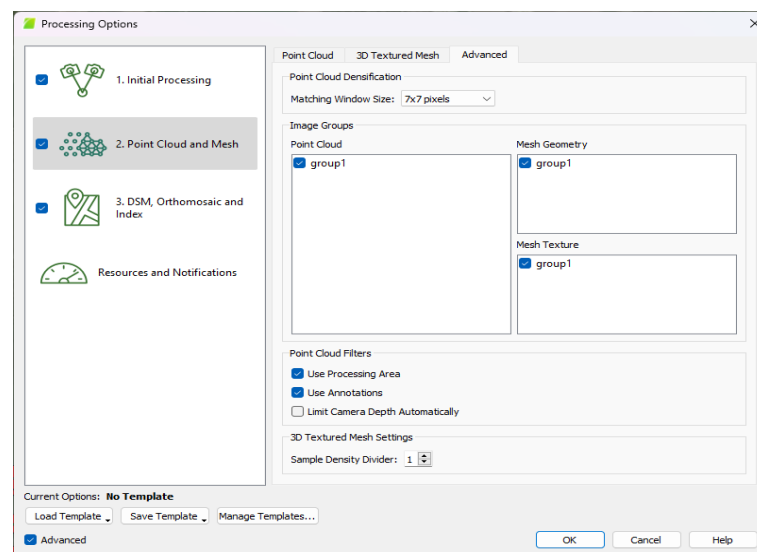 Processing Options
1. Initial Processing
2. Point Cloud and Mesh
3. DSM, Orthomosaic and
Index
Resources and Notifications
Point Cloud
3D Textured Mesh
Advanced
Point Cloud Densification
Matching Window Size: 7x7 pixels
Image Groups
Point Cloud
group1
Mesh Geometry
group1
Mesh Texture
group1
Point Cloud Filters
Use Processing Area
Use Annotations
Limit Camera Depth Automatically
3D Textured Mesh Settings
Sample Density Divider: 1
Current Options: No Template
Load Template
Save Template
Manage Templates...
Advanced
OK
Cancel
Help